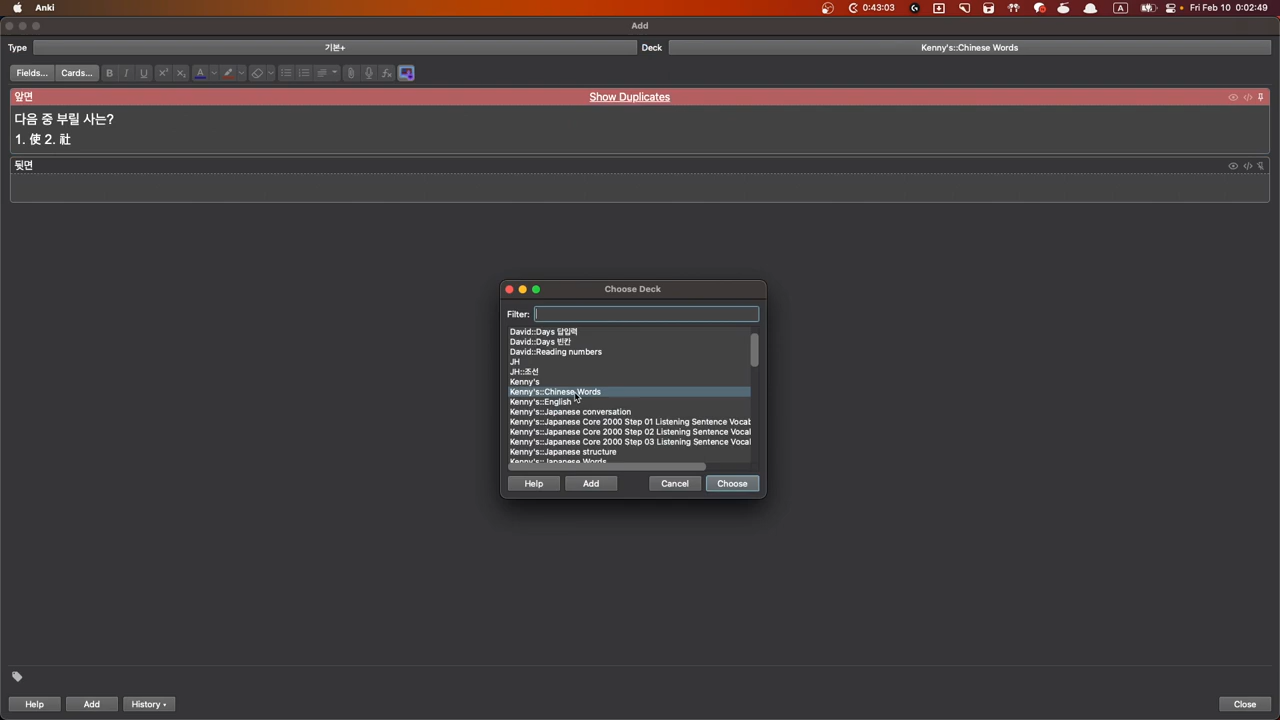 Anki
0:43:03
A
Fri Feb 10 0:02:49
Add
Type
기본+
Deck
Kenny's::Chinese Words
Fields...
Cards...
B I U
앞면
Show Duplicates
다음 중 부릴 사는?
1. 使 2. 社
뒷면
Choose Deck
Filter:
David::Days 답입력
David::Days 빈칸
David::Reading numbers
JH
JH::조선
Kenny's
Kenny's::Chinese Words
Kenny's::English
Kenny's::Japanese conversation
Kenny's::Japanese Core 2000 Step 01 Listening Sentence Vocab
Kenny's::Japanese Core 2000 Step 02 Listening Sentence Vocal
Kenny's::Japanese Core 2000 Step 03 Listening Sentence Vocal
Kenny's::Japanese structure
Kenny's::Japanese Words
Help
Add
Cancel
Choose
Help
Add
History
Close